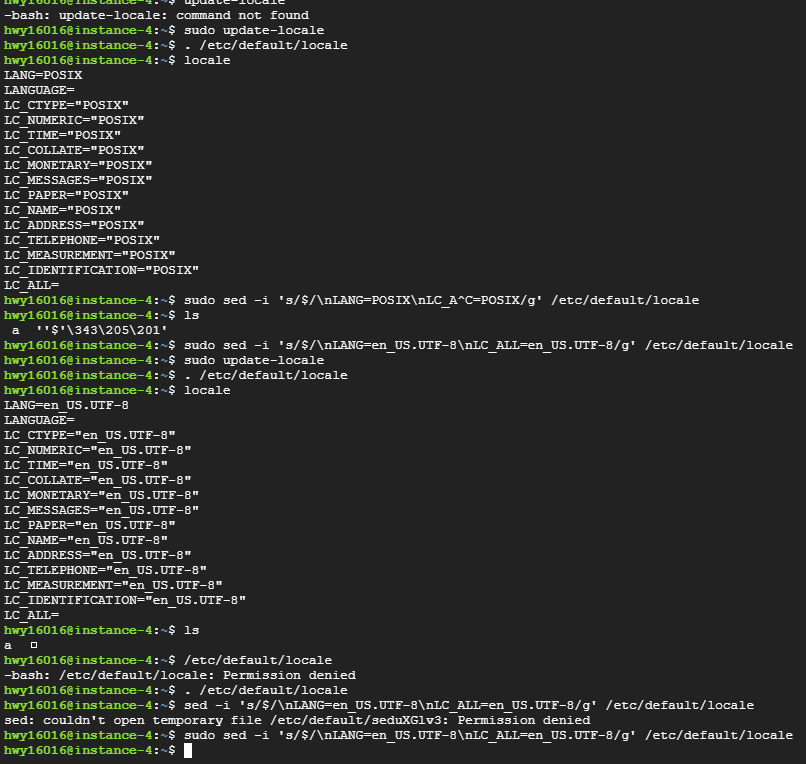 hwy16016@instance-4:~$ update-locale
-bash: update-locale: command not found
hwy16016@instance-4:~$ sudo update-locale
hwy16016@instance-4:~$ . /etc/default/locale
hwy16016@instance-4:~$ locale
LANG=POSIX
LANGUAGE=
LC_CTYPE="POSIX"
LC_NUMERIC="POSIX"
LC_TIME="POSIX"
LC_COLLATE="POSIX"
LC_MONETARY="POSIX"
LC_MESSAGES="POSIX"
LC_PAPER="POSIX"
LC_NAME="POSIX"
LC_ADDRESS="POSIX"
LC_TELEPHONE="POSIX"
LC_MEASUREMENT="POSIX"
LC_IDENTIFICATION="POSIX"
LC_ALL=
hwy16016@instance-4:~$ sudo sed -i 's/$/\nLANG=POSIX\nLC_A^C=POSIX/g' /etc/default/locale
hwy16016@instance-4:~$ ls
 a  ''$'\343\205\201'
hwy16016@instance-4:~$ sudo sed -i 's/$/\nLANG=en_US.UTF-8\nLC_ALL=en_US.UTF-8/g' /etc/default/locale
hwy16016@instance-4:~$ sudo update-locale
hwy16016@instance-4:~$ . /etc/default/locale
hwy16016@instance-4:~$ locale
LANG=en_US.UTF-8
LANGUAGE=
LC_CTYPE="en_US.UTF-8"
LC_NUMERIC="en_US.UTF-8"
LC_TIME="en_US.UTF-8"
LC_COLLATE="en_US.UTF-8"
LC_MONETARY="en_US.UTF-8"
LC_MESSAGES="en_US.UTF-8"
LC_PAPER="en_US.UTF-8"
LC_NAME="en_US.UTF-8"
LC_ADDRESS="en_US.UTF-8"
LC_TELEPHONE="en_US.UTF-8"
LC_MEASUREMENT="en_US.UTF-8"
LC_IDENTIFICATION="en_US.UTF-8"
LC_ALL=
hwy16016@instance-4:~$ ls
a  ㅁ
hwy16016@instance-4:~$ /etc/default/locale
-bash: /etc/default/locale: Permission denied
hwy16016@instance-4:~$ . /etc/default/locale
hwy16016@instance-4:~$ sed -i 's/$/\nLANG=en_US.UTF-8\nLC_ALL=en_US.UTF-8/g' /etc/default/locale
sed: couldn't open temporary file /etc/default/seduXGlv3: Permission denied
hwy16016@instance-4:~$ sudo sed -i 's/$/\nLANG=en_US.UTF-8\nLC_ALL=en_US.UTF-8/g' /etc/default/locale
hwy16016@instance-4:~$